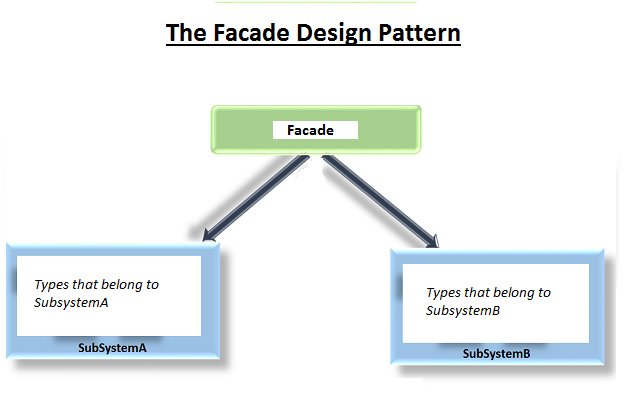 The Facade Design Pattern
Facade
Types that belong to
SubsystemA
SubSystemA
Types that belong to
SubsystemB
SubSystemB